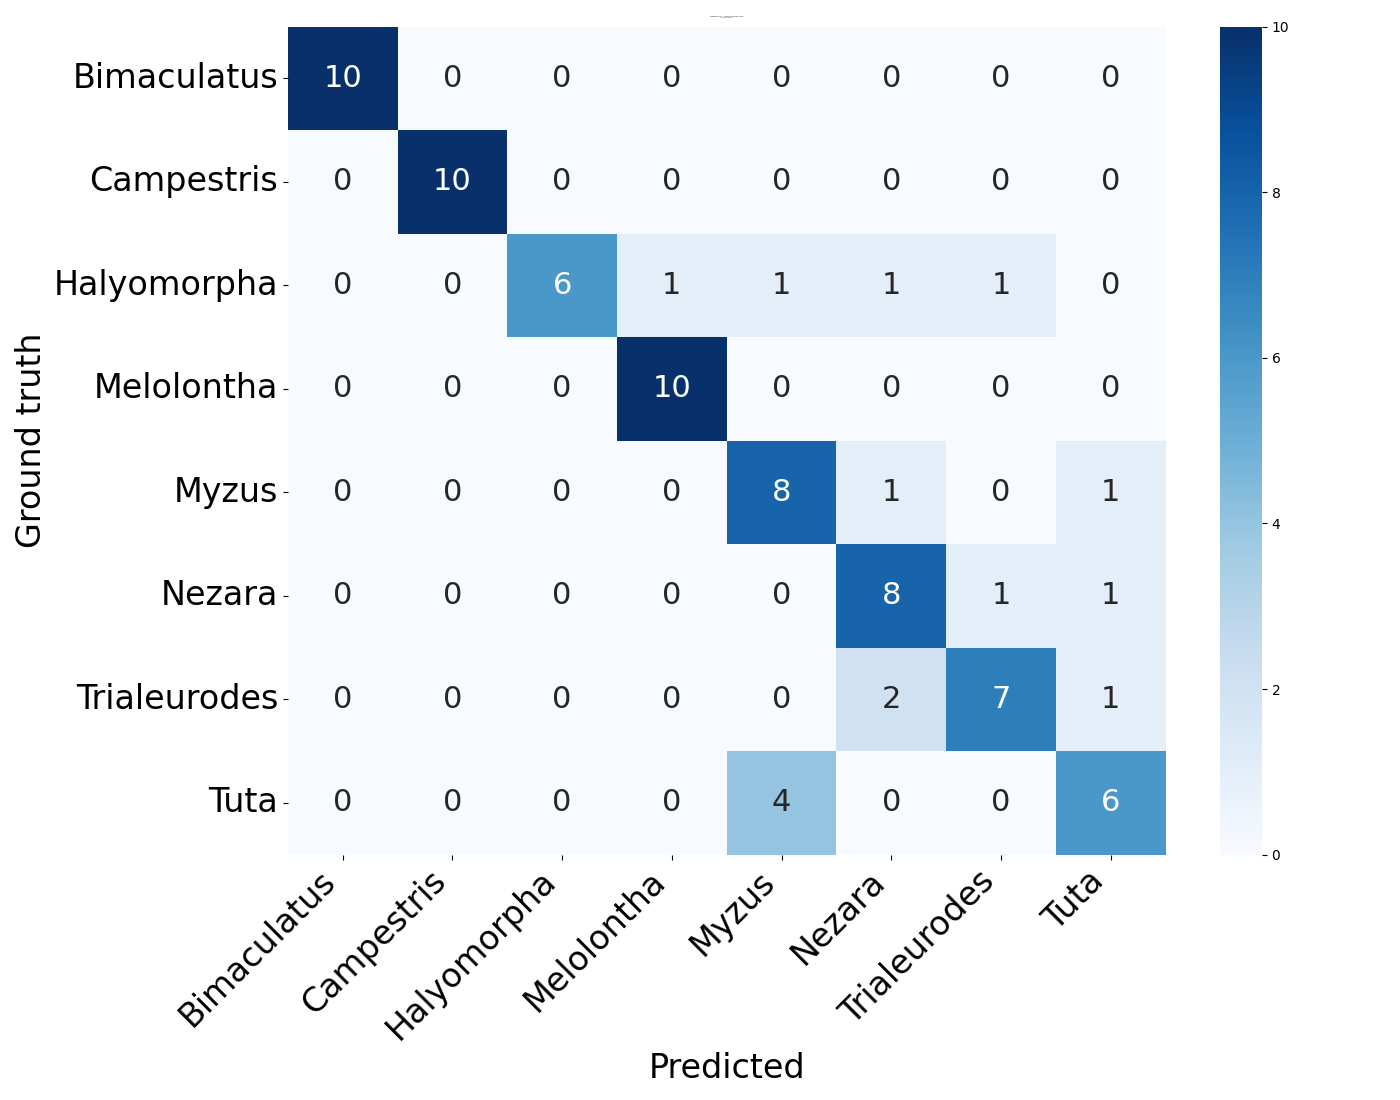 Bimaculatus 10 0 0 0 0 0 0 0
Campestris 0 10 0 0 0 0 0 0
Halyomorpha 0 0 6 1 1 1 1 0
Melolontha 0 0 0 10 0 0 0 0
Myzus 0 0 0 0 8 1 0 1
Nezara 0 0 0 0 0 8 1 1
Trialeurodes 0 0 0 0 0 2 7 1
Tuta 0 0 0 0 4 0 0 6
Ground truth
Bimaculatus Campestris Halyomorpha Melolontha Myzus Nezara Trialeurodes Tuta
Predicted
10
8
6
4
2
0